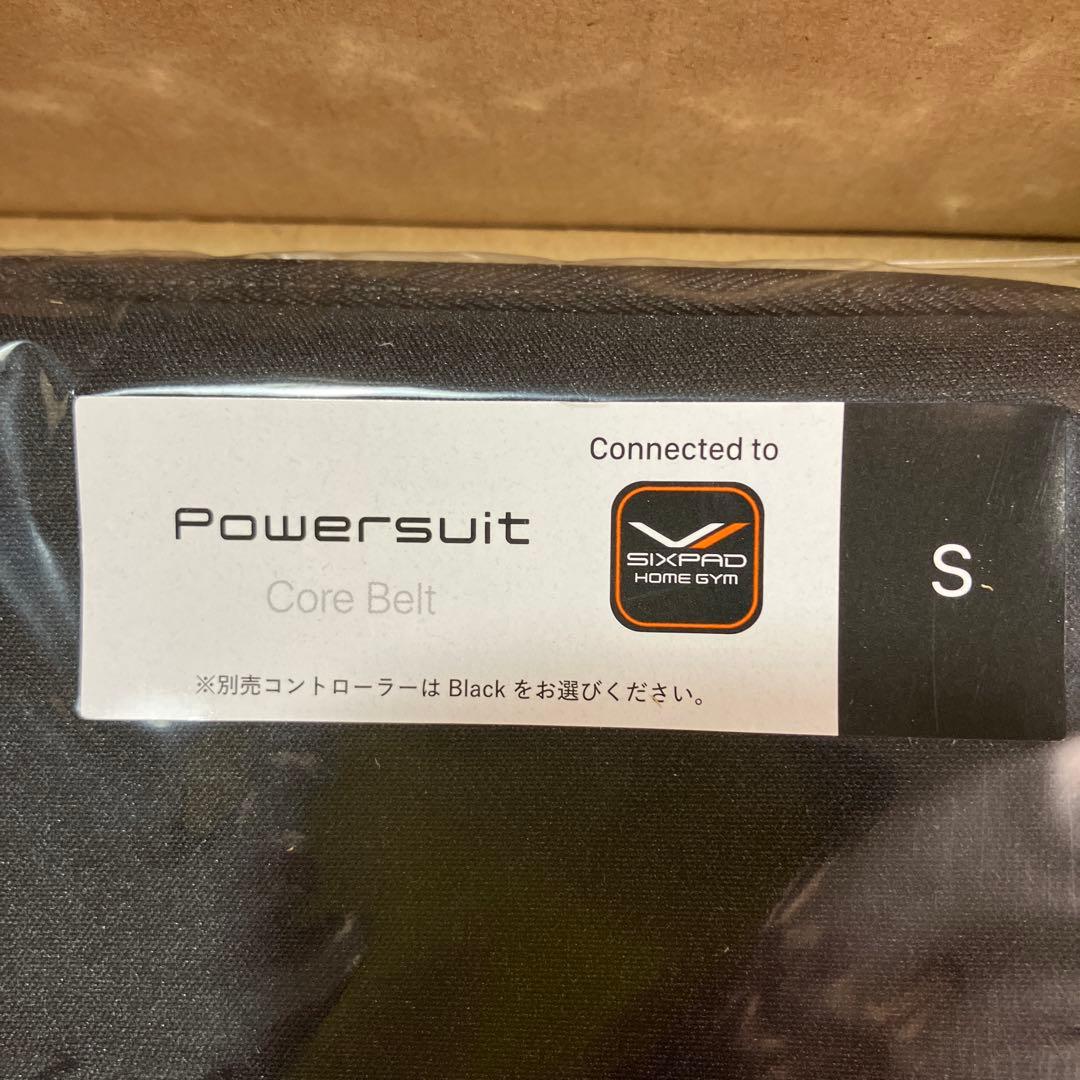 Connected to
Powersuit
SIXPAD
HOME GYM
S
Core Belt
※別売コントローラーは Black をお選びください。